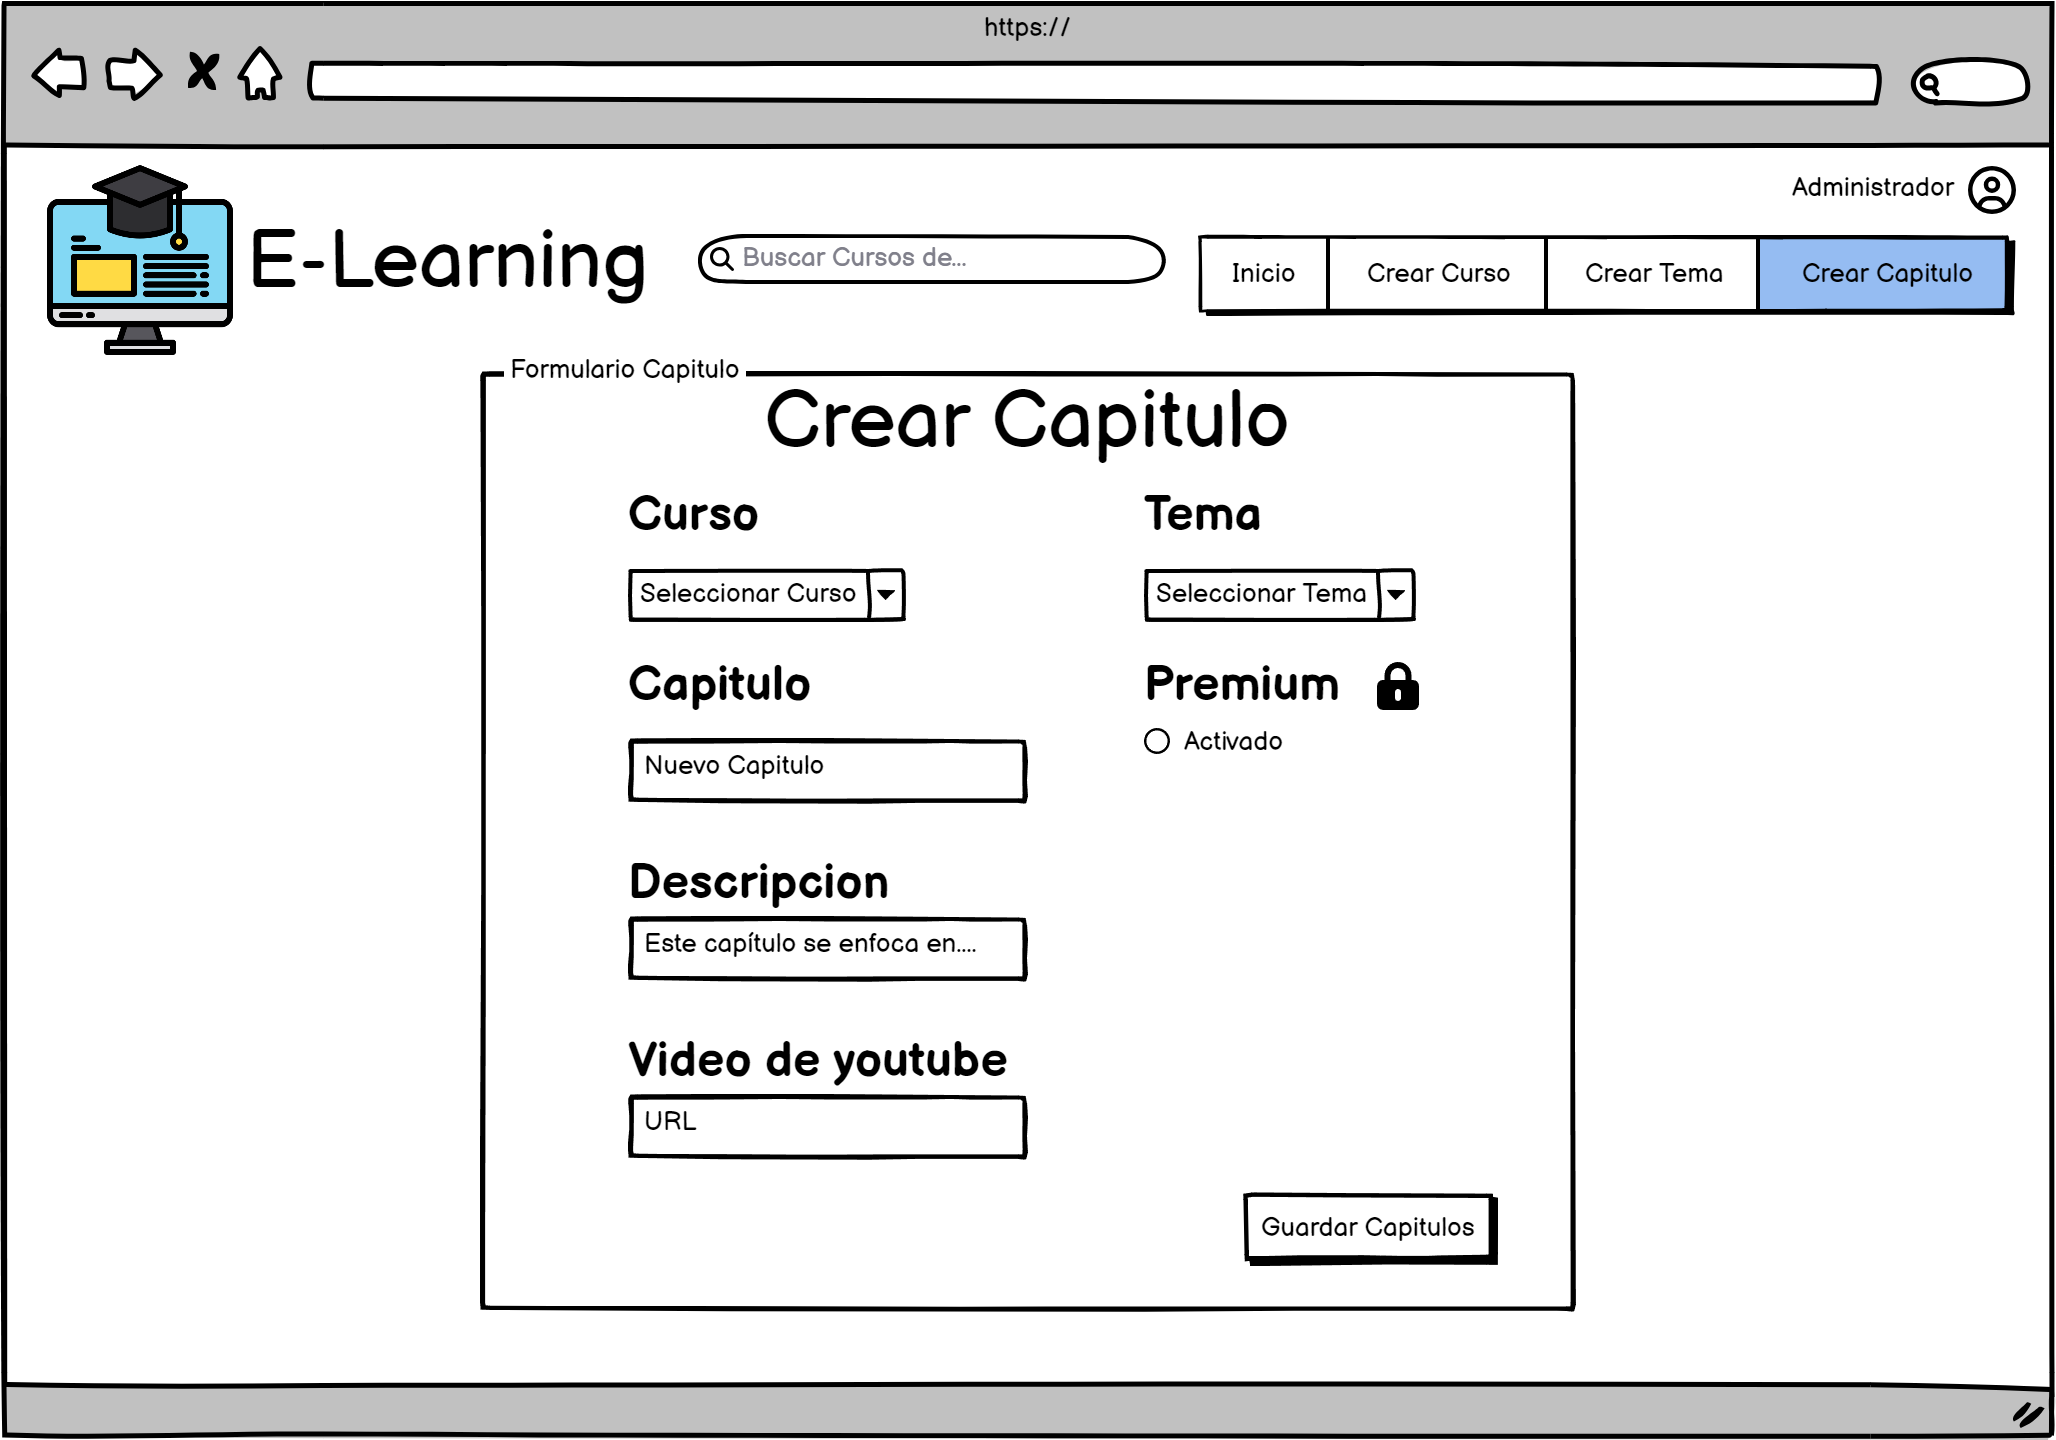 https://
Administrador
E-Learning
Buscar Cursos de...
Inicio
Crear Curso
Crear Tema
Crear Capitulo
Formulario Capitulo
Crear Capitulo
Curso
Tema
Seleccionar Curso
Seleccionar Tema
Capitulo
Premium
Activado
Nuevo Capitulo
Descripcion
Este capítulo se enfoca en....
Video de youtube
URL
Guardar Capitulos